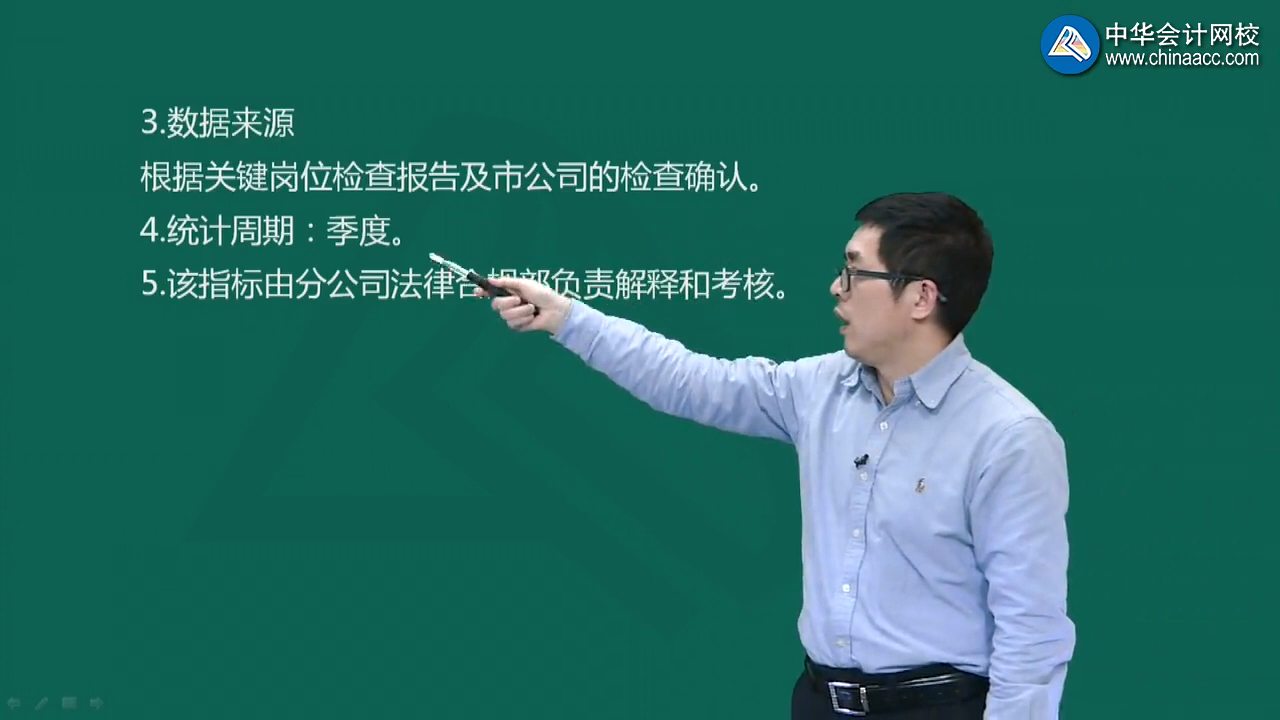 中华会计网校
www.chinaacc.com
3.数据来源
根据关键岗位检查报告及市公司的检查确认。
4.统计周期：季度。
5.该指标由分公司法律合规部负责解释和考核。